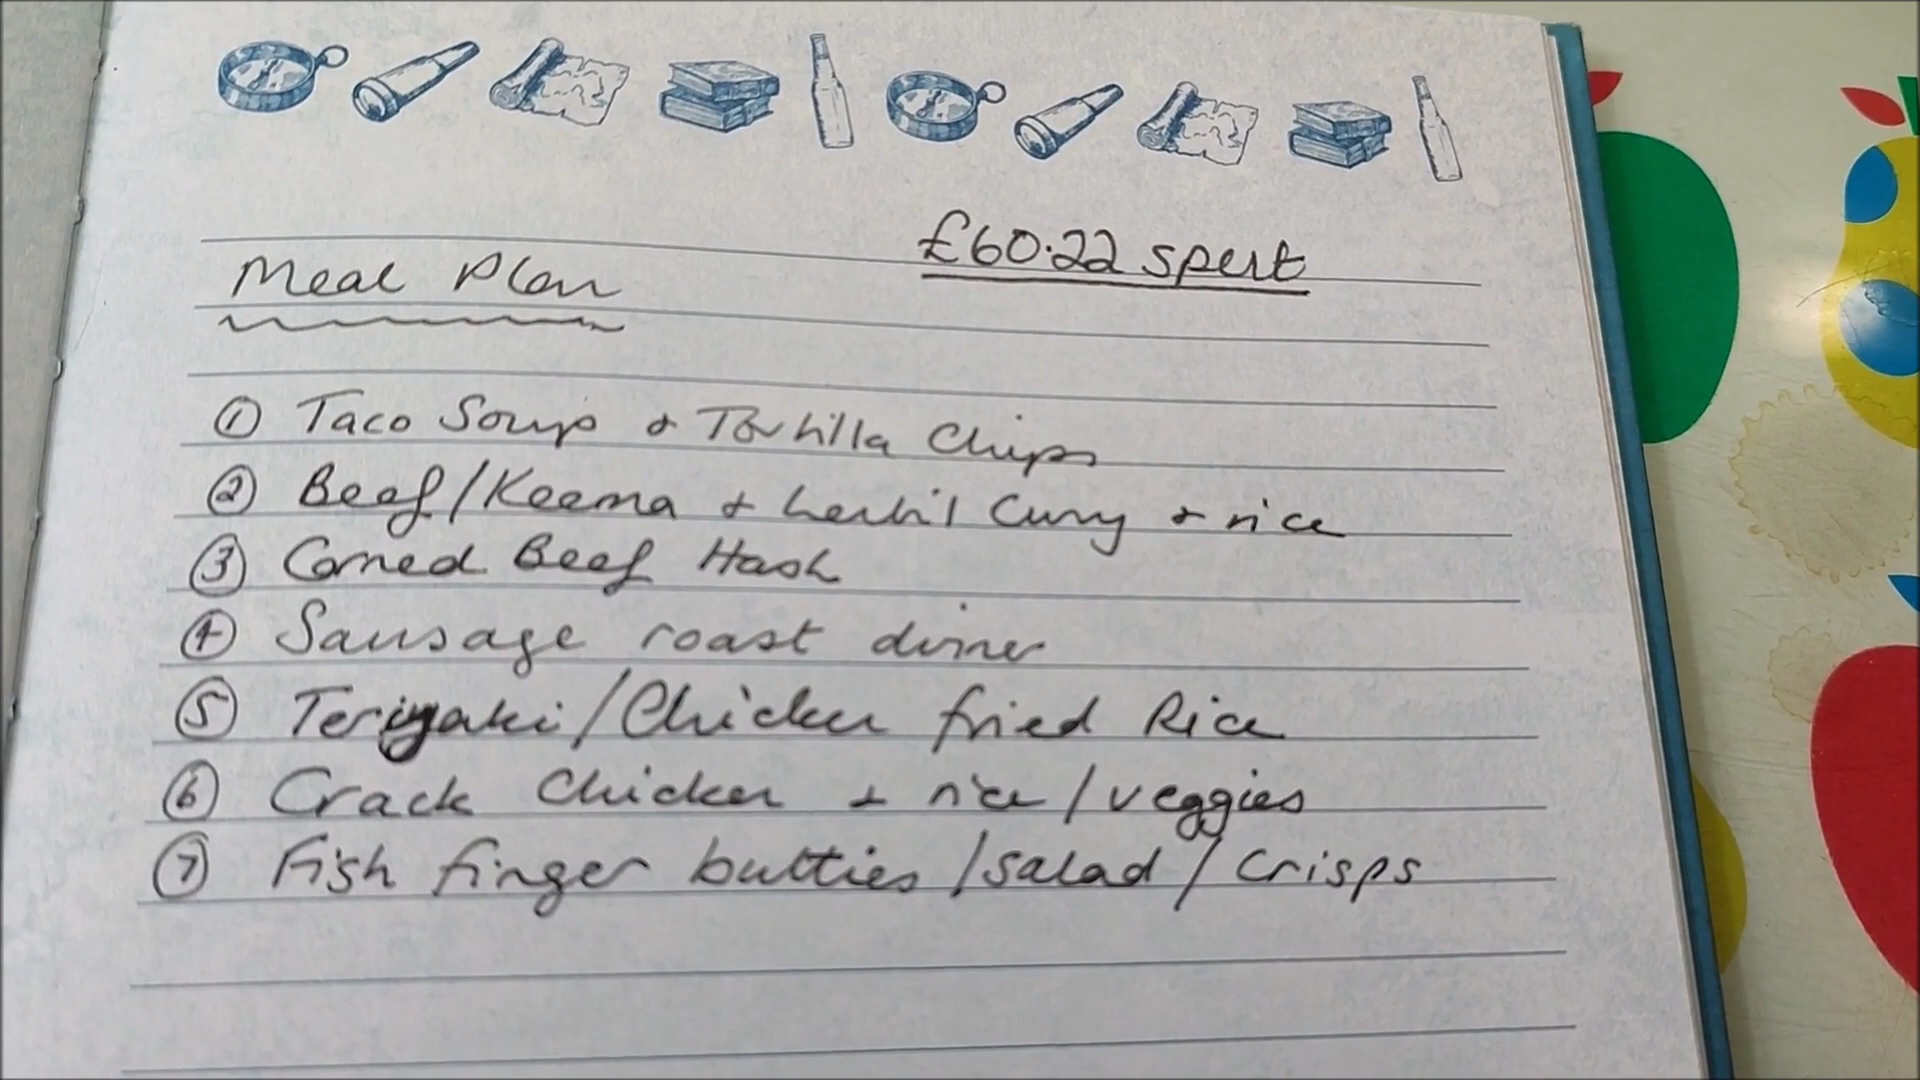 Meal Plan
£60.22 spent
① Taco Soup & Tortilla Chips
② Beef/Keema & Lentil Curry & rice
③ Corned Beef Hash
④ Sausage roast dinner
⑤ Teriyaki/Chicken fried Rice
⑥ Crack Chicken & rice/veggies
⑦ Fish finger butties/salad/crisps